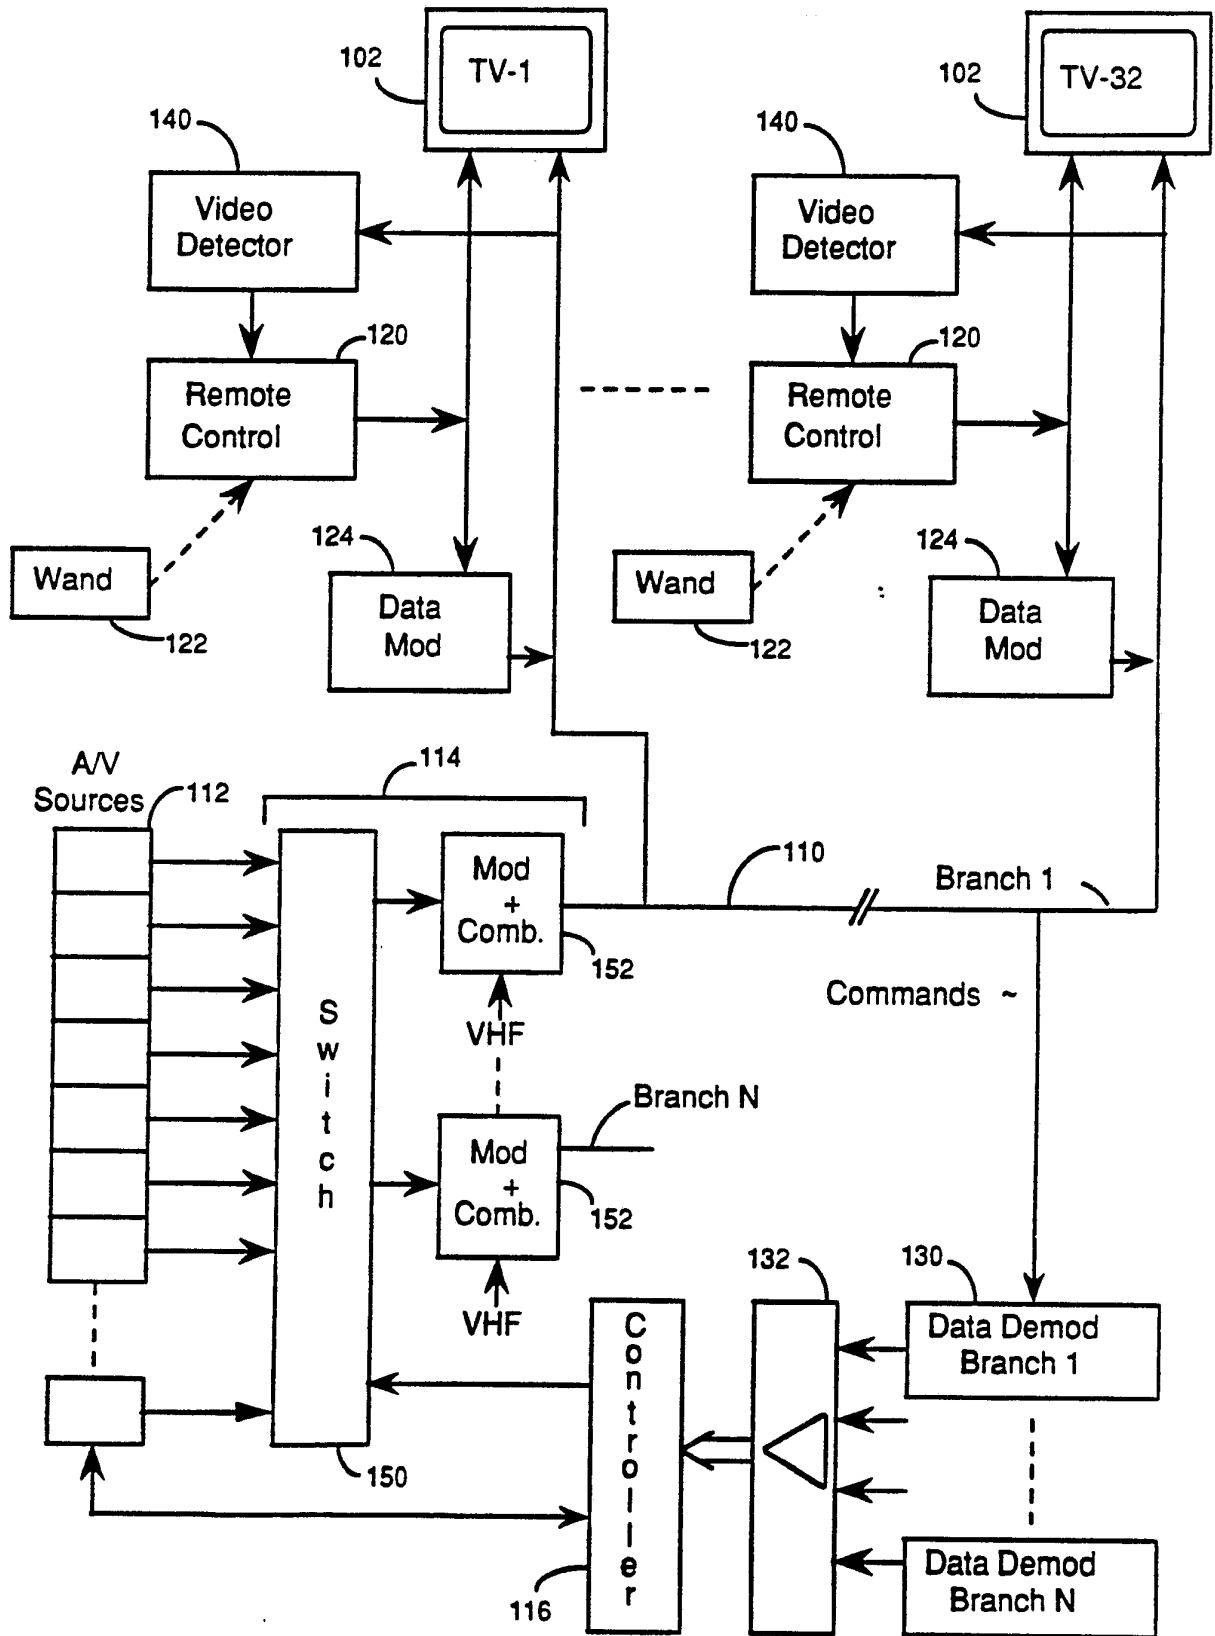 TV-1
102
TV-32
102
140
140
Video
Detector
Video
Detector
120
120
Remote
Control
Remote
Control
124
124
Wand
Wand
122
122
Data
Mod
Data
Mod
A/V
Sources
112
114
Mod
+
Comb.
110
Branch 1
152
Commands ~
Switch
VHF
Branch N
Mod
+
Comb.
152
VHF
132
130
Controller
Data Demod
Branch 1
150
116
Data Demod
Branch N